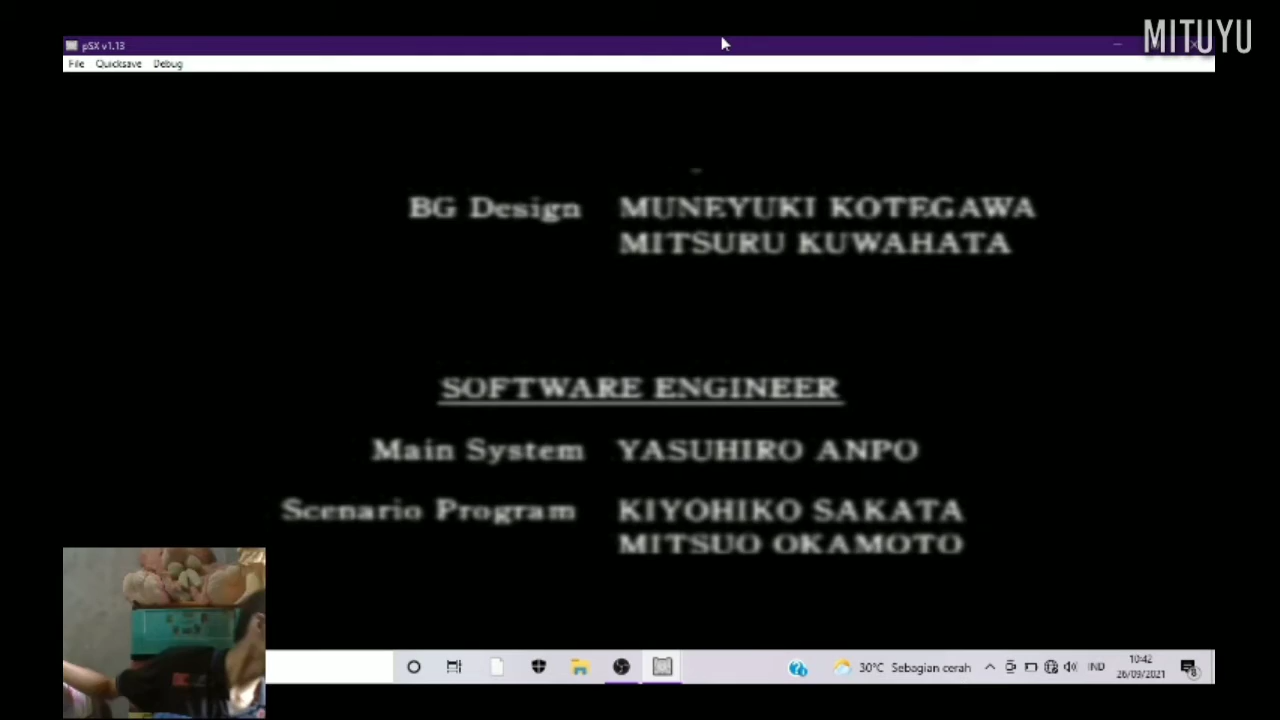 MITUYU
pSX v1.13
File Quicksave Debug
BG Design MUNEYUKI KOTEGAWA
MITSURU KUWAHATA
SOFTWARE ENGINEER
Main System YASUHIRO ANPO
Scenario Program KIYOHIKO SAKATA
MITSUO OKAMOTO
30°C Sebagian cerah IND
10:42
26/09/2021